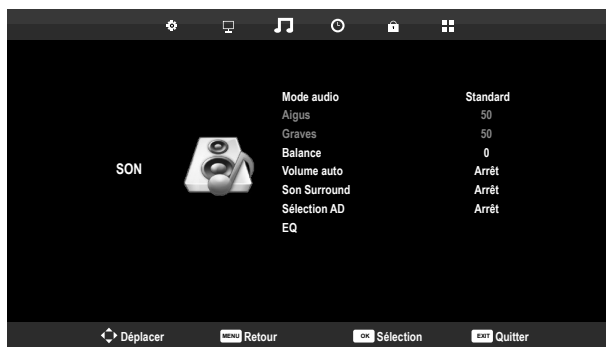 Mode audio Standard
Aigus 50
Graves 50
Balance 0
SON
Volume auto Arrêt
Son Surround Arrêt
Sélection AD Arrêt
EQ
Déplacer MENU Retour OK Sélection EXIT Quitter